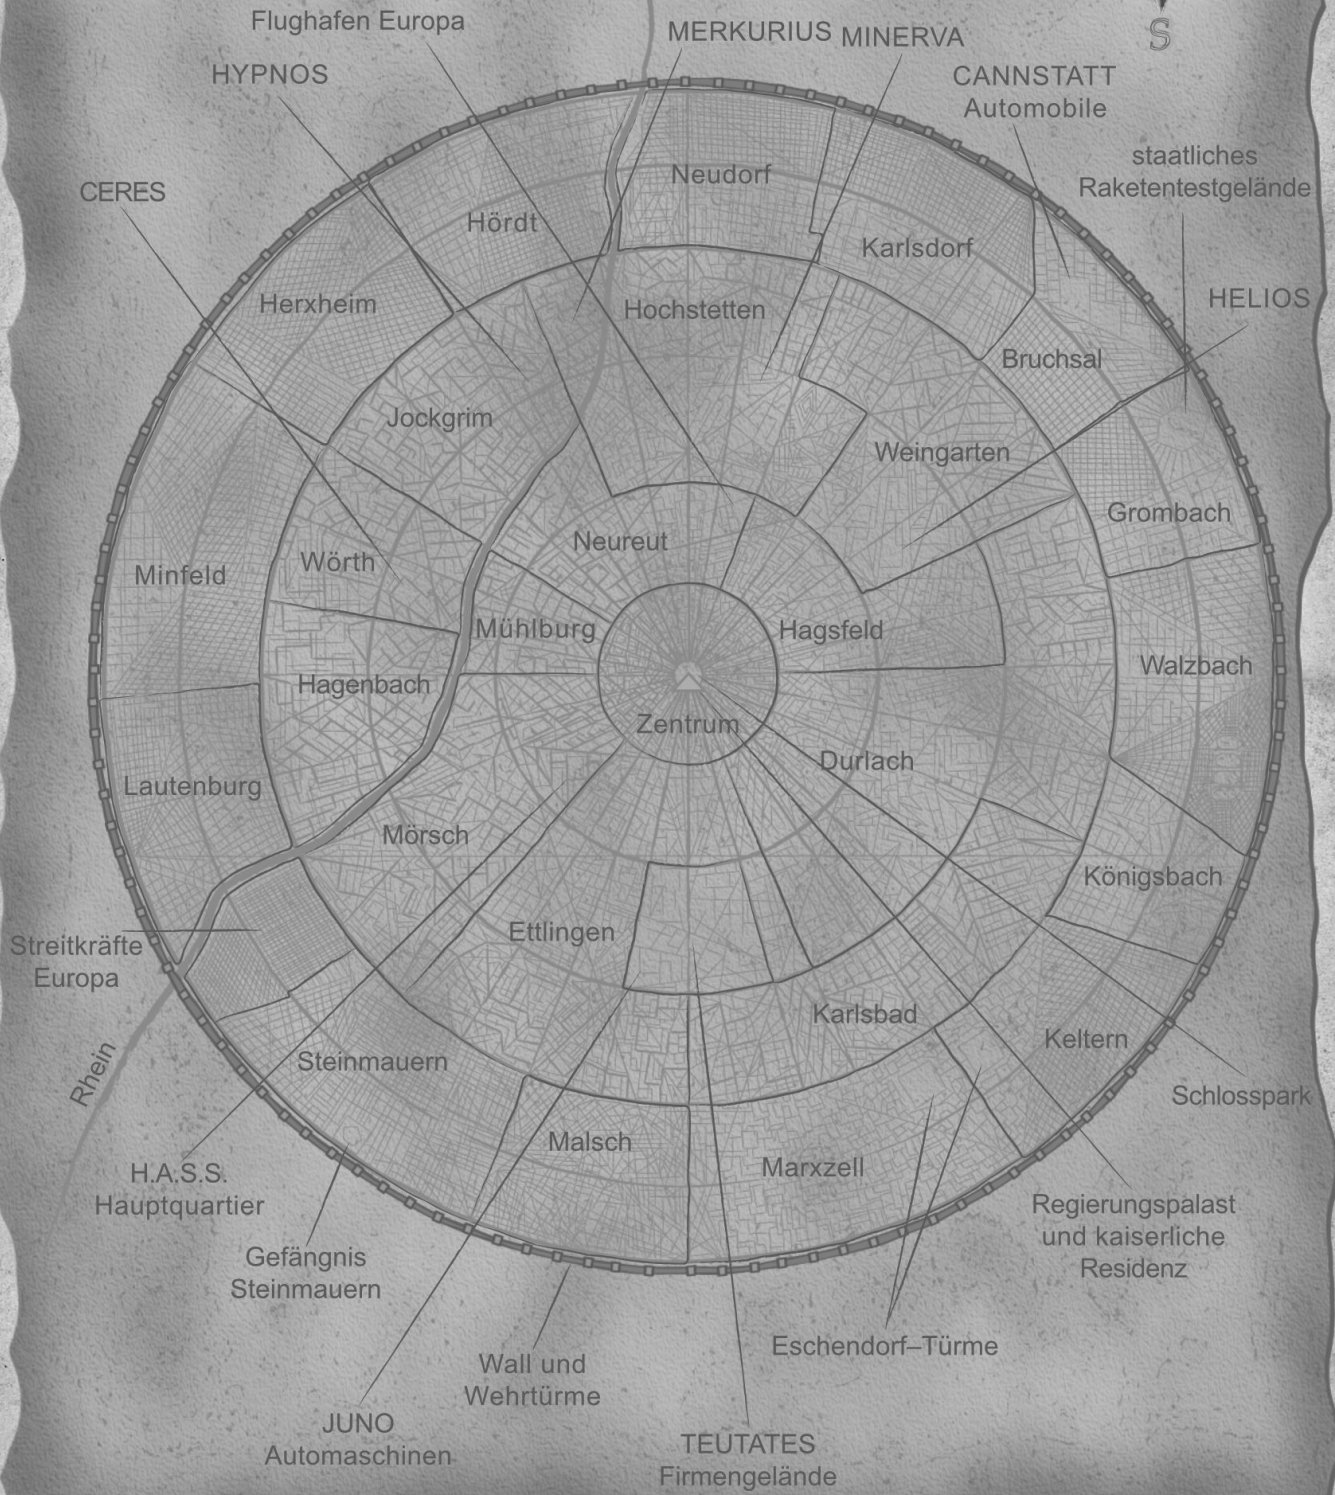 Flughafen Europa
MERKURIUS
MINERVA
S
HYPNOS
CANNSTATT
Automobile
staatliches
Raketentestgelände
CERES
Neudorf
Hördt
Karlsdorf
HELIOS
Herxheim
Hochstetten
Bruchsal
Jockgrim
Weingarten
Grombach
Neureut
Wörth
Minfeld
Mühlburg
Hagsfeld
Walzbach
Hagenbach
Zentrum
Durlach
Lautenburg
Mörsch
Königsbach
Ettlingen
Streitkräfte
Europa
Karlsbad
Keltern
Steinmauern
Rhein
Schlosspark
Malsch
Marxzell
H.A.S.S.
Hauptquartier
Regierungspalast
und kaiserliche
Residenz
Gefängnis
Steinmauern
Eschendorf–Türme
Wall und
Wehrtürme
JUNO
Automaschinen
TEUTATES
Firmengelände